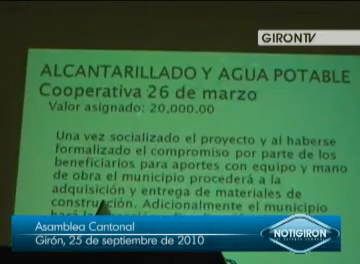 GIRONTV
ALCANTARILLADO Y AGUA POTABLE
Cooperativa 26 de marzo
Valor asignado: 20,000.00
Una vez socializado el proyecto y al haberse
formalizado el compromiso por parte de los
beneficiarios para aportes con equipo y mano
de obra el municipio procederá a la
adquisición y entrega de materiales de
construcción. Adicionalmente el municipio
Asamblea Cantonal
Girón, 25 de septiembre de 2010
NOTIGIRON